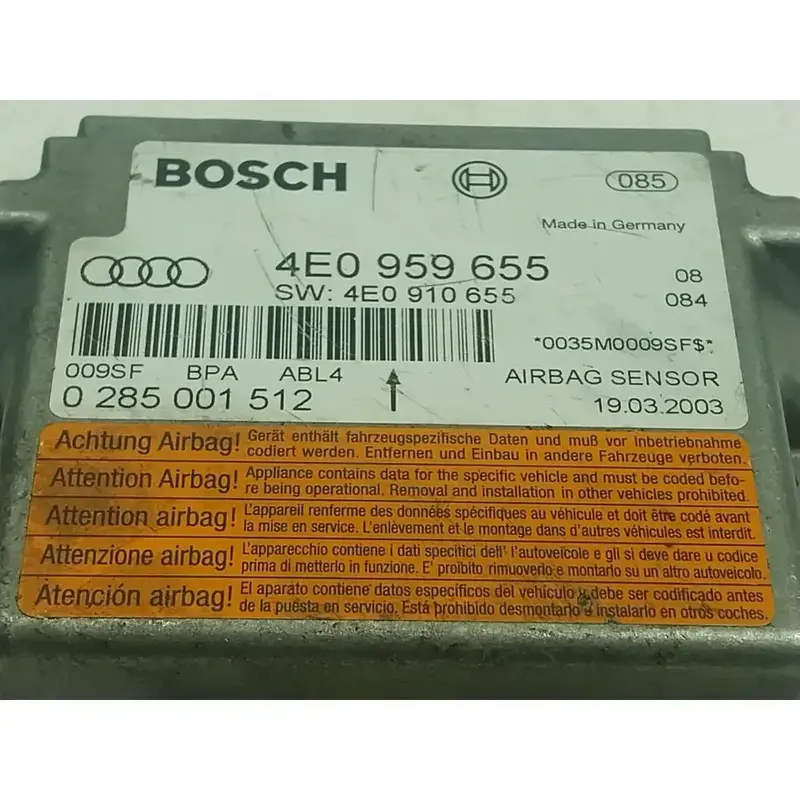 BOSCH
085
Made in Germany
4E0 959 655
08
SW: 4E0 910 655
084
*0035M0009SF$*
009SF BPA ABL4
AIRBAG SENSOR
0 285 001 512
19.03.2003
Achtung Airbag! Gerät enthält fahrzeugspezifische Daten und muß vor Inbetriebnahme
codiert werden. Entfernen und Einbau in andere Fahrzeuge verboten.
Attention Airbag! Appliance contains data for the specific vehicle and must be coded befo-
re being operational. Removal and installation in other vehicles prohibited.
Attention airbag! L'appareil renferme des données spécifiques au véhicule et doit être codé avant
la mise en service. L'enlèvement et le montage dans d'autres véhicules est interdit.
Attenzione airbag! L'apparecchio contiene i dati specitici dell' l'autoveicolo e gli si deve dare u codice
prima di metterlo in funzione. E' proibito rimuoverlo e montarlo su un altro autoveicolo.
Atención airbag! El aparato contiene datos específicos del vehículo y debe ser codificado antes
de la puesta en servicio. Está prohibido desmontarlo e instalarlo en otros coches.